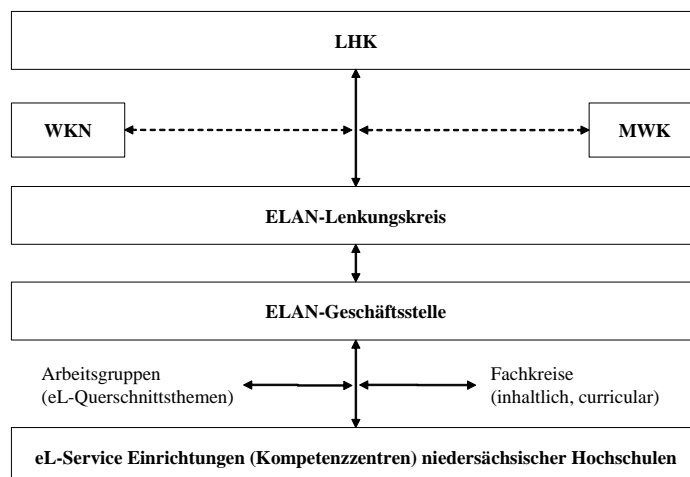 LHK
WKN
MWK
ELAN-Lenkungskreis
ELAN-Geschäftsstelle
Arbeitsgruppen
(eL-Querschnittsthemen)
Fachkreise
(inhaltlich, curricular)
eL-Service Einrichtungen (Kompetenzzentren) niedersächsischer Hochschulen